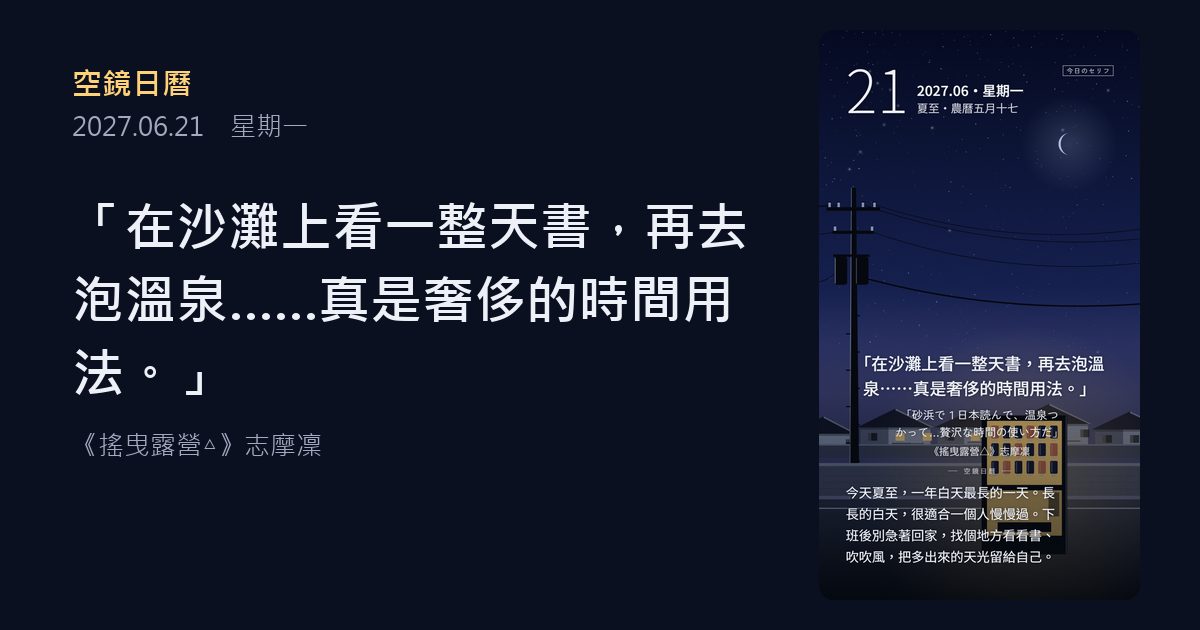 空鏡日曆
2027.06.21 星期一
「在沙灘上看一整天書，再去
泡溫泉……真是奢侈的時間用
法。」
《搖曳露營△》志摩凜
今日のセリフ
21
2027.06・星期一
夏至・農曆五月十七
「在沙灘上看一整天書，再去泡溫
泉……真是奢侈的時間用法。」
「砂浜で１日本読んで、温泉つ
かって…贅沢な時間の使い方だ」
《搖曳露營△》志摩凜
— 空鏡日曆 —
今天夏至，一年白天最長的一天。長
長的白天，很適合一個人慢慢過。下
班後別急著回家，找個地方看看書、
吹吹風，把多出來的天光留給自己。